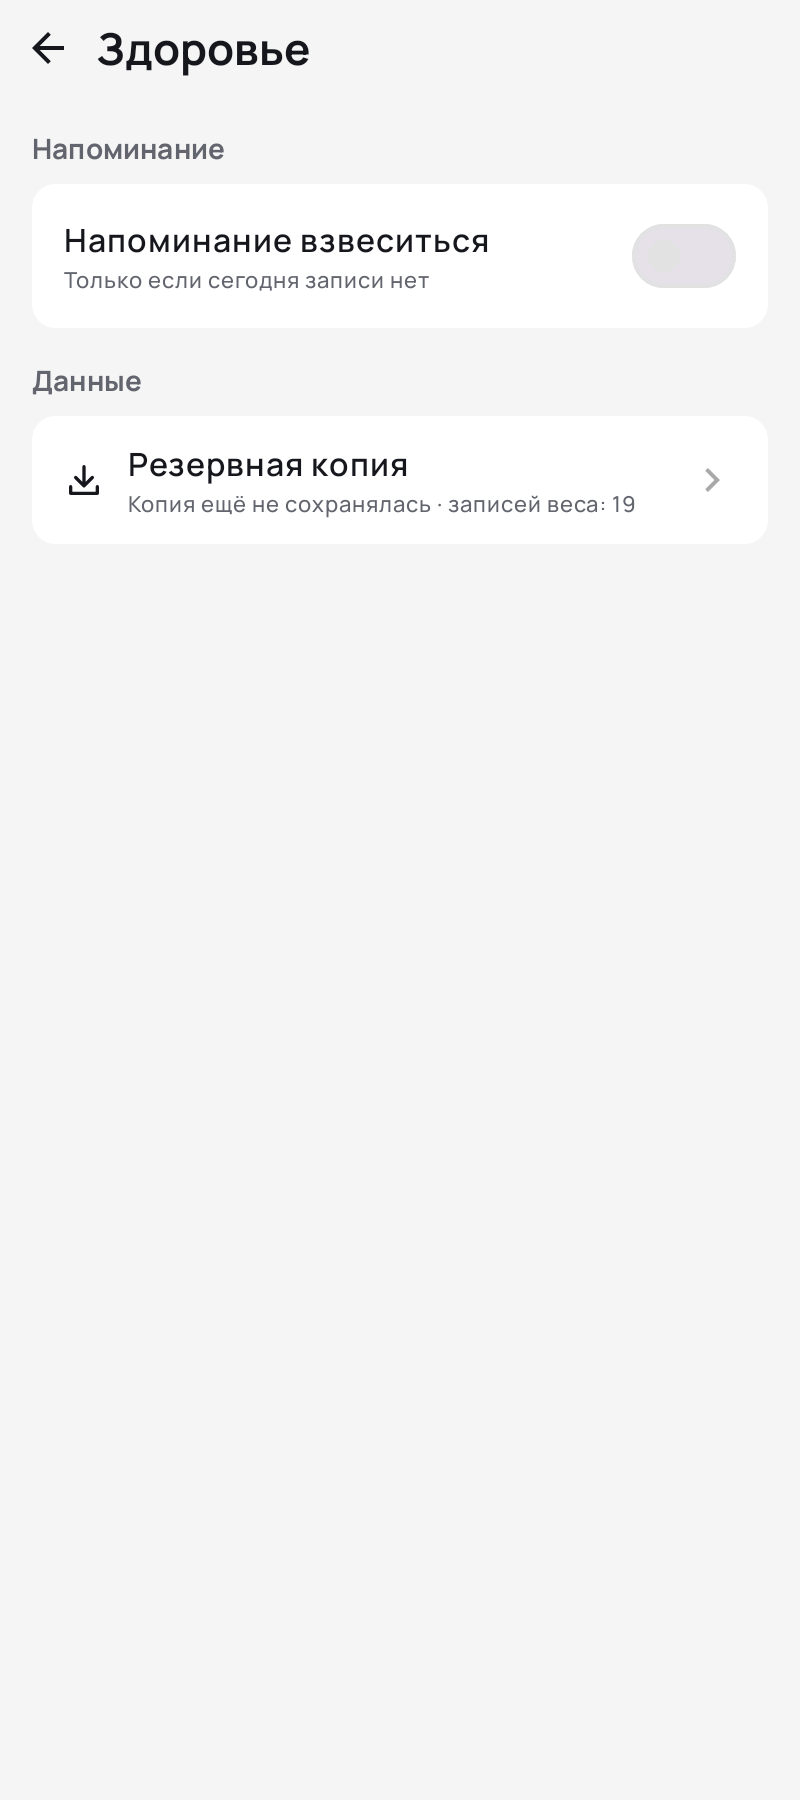 Здоровье
Напоминание
Напоминание взвеситься
Только если сегодня записи нет
Данные
Резервная копия
Копия ещё не сохранялась · записей веса: 19